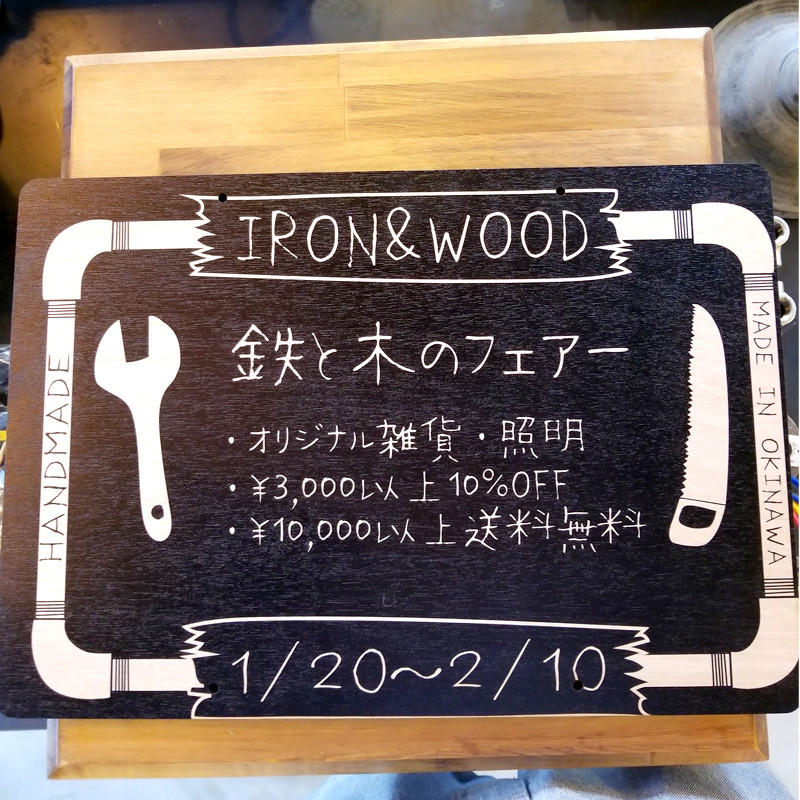 IRON&WOOD
鉄と木のフェアー
・オリジナル雑貨・照明
・¥3,000以上10%OFF
・¥10,000以上送料無料
1/20～2/10
HANDMADE
MADE IN OKINAWA